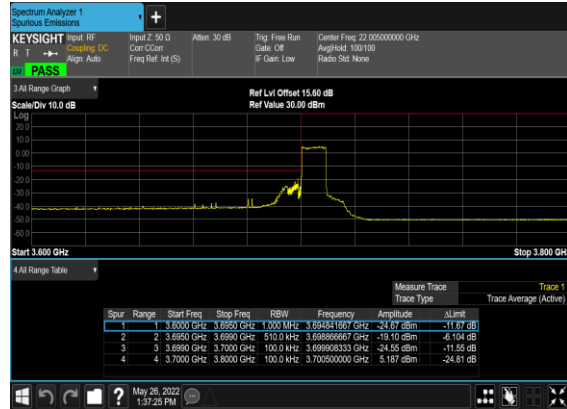 Spectrum Analyzer 1
Spurious Emissions
KEYSIGHT Input: RF Input Z: 50 Ω Atten: 30 dB Trig: Free Run Center Freq: 22.005000000 GHz
R T Coupling: DC Corr CCorr Gate: Off Avg|Hold: 100/100
Align: Auto Freq Ref: Int (S) IF Gain: Low Radio Std: None
PASS
3 All Range Graph Ref Lvl Offset 15.60 dB
Scale/Div 10.0 dB Ref Value 30.00 dBm
Log
20.0
10.0
0.00
-10.0
-20.0
-30.0
-40.0
-50.0
-60.0
Start 3.600 GHz Stop 3.800 GH
4 All Range Table
Measure Trace Trace 1
Trace Type Trace Average (Active)
Spur Range Start Freq Stop Freq RBW Frequency Amplitude ΔLimit
1 1 3.6000 GHz 3.6950 GHz 1.000 MHz 3.694841667 GHz -24.67 dBm -11.67 dB
2 2 3.6950 GHz 3.6990 GHz 510.0 kHz 3.698866667 GHz -19.10 dBm -6.104 dB
3 3 3.6990 GHz 3.7000 GHz 100.0 kHz 3.699908333 GHz -24.55 dBm -11.55 dB
4 4 3.7000 GHz 3.8000 GHz 100.0 kHz 3.700500000 GHz 5.187 dBm -24.81 dB
? May 26, 2022
1:37:25 PM